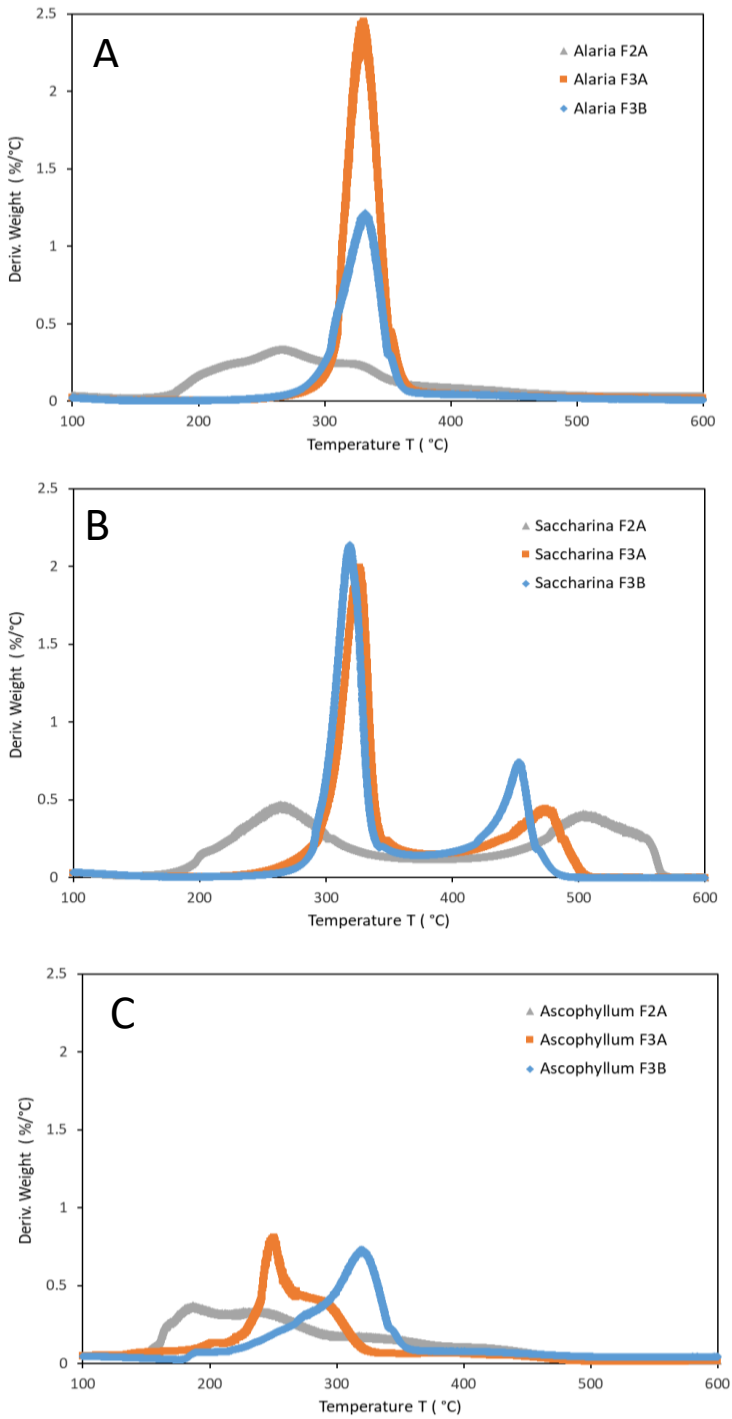 A
2.5
2
1.5
1
0.5
0
Deriv. Weight ( %/°C)
Alaria F2A
Alaria F3A
Alaria F3B
100 200 300 400 500 600
Temperature T ( °C)
B
2.5
2
1.5
1
0.5
0
Deriv. Weight ( %/°C)
Saccharina F2A
Saccharina F3A
Saccharina F3B
100 200 300 400 500 600
Temperature T ( °C)
C
2.5
2
1.5
1
0.5
0
Deriv. Weight ( %/°C)
Ascophyllum F2A
Ascophyllum F3A
Ascophyllum F3B
100 200 300 400 500 600
Temperature T ( °C)